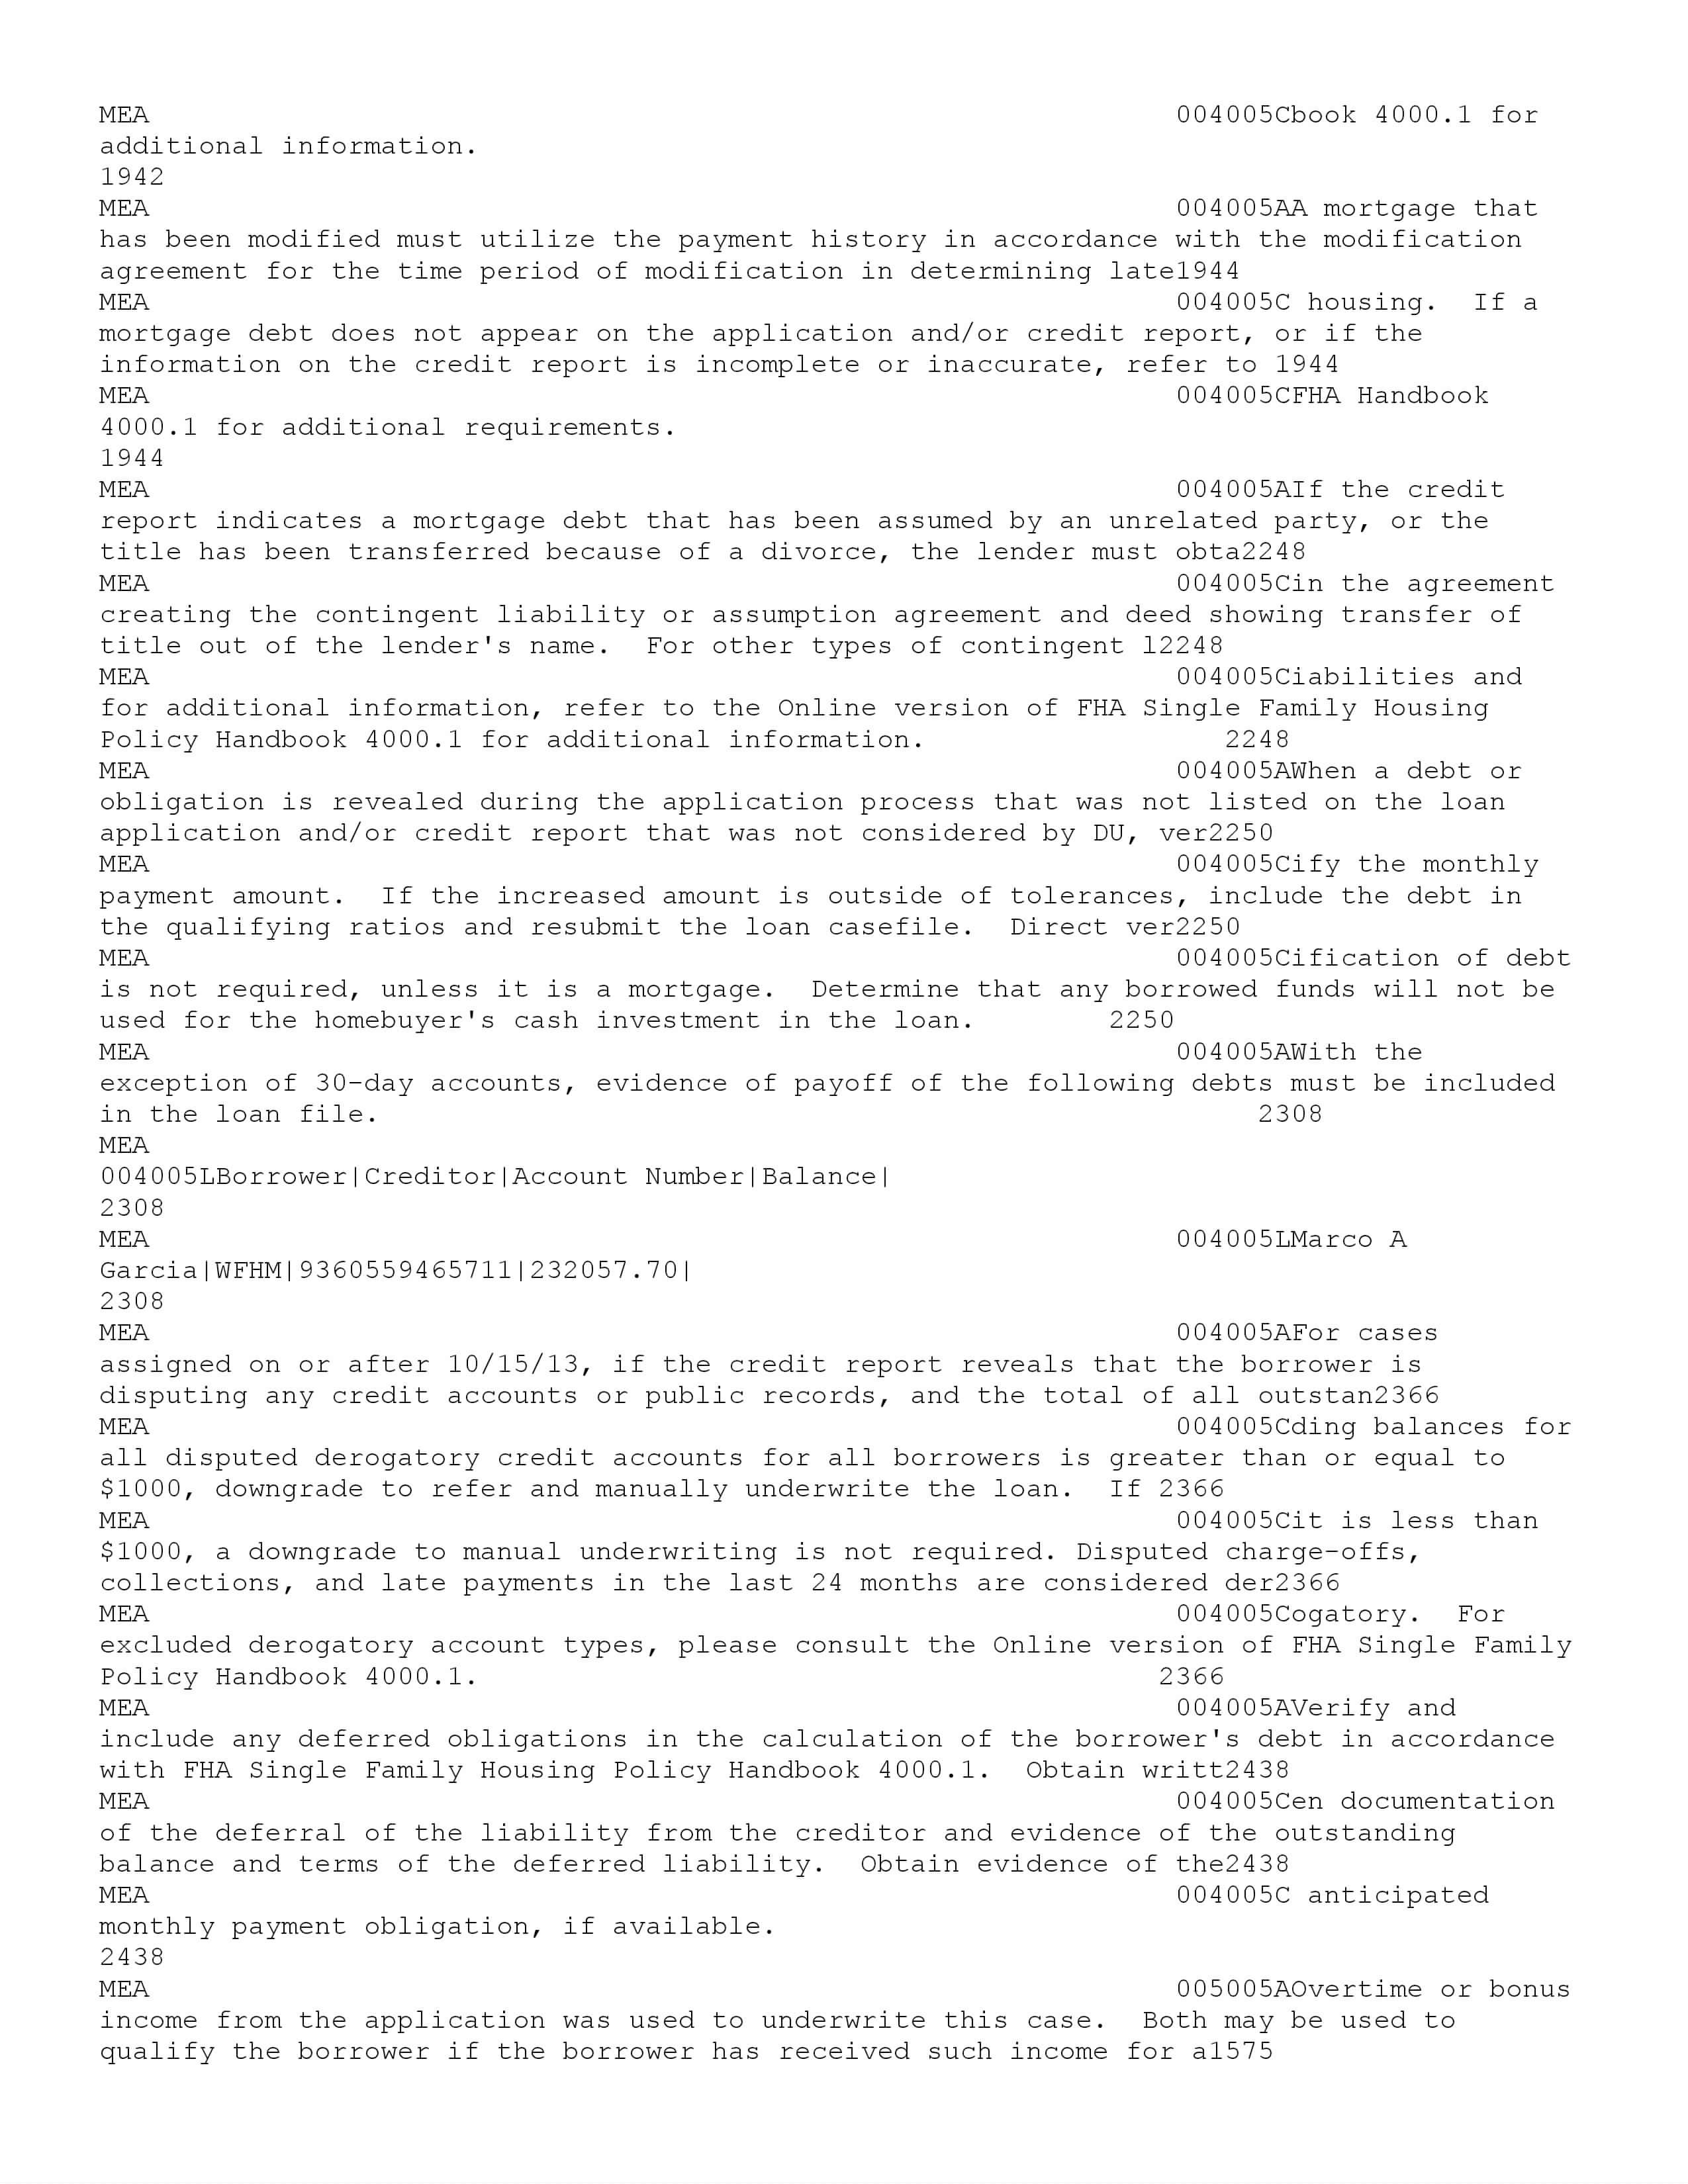 MEA 004005Cbook 4000.1 for
additional information.
1942
MEA 004005AA mortgage that
has been modified must utilize the payment history in accordance with the modification
agreement for the time period of modification in determining late1944
MEA 004005C housing.  If a
mortgage debt does not appear on the application and/or credit report, or if the
information on the credit report is incomplete or inaccurate, refer to 1944
MEA 004005CFHA Handbook
4000.1 for additional requirements.
1944
MEA 004005AIf the credit
report indicates a mortgage debt that has been assumed by an unrelated party, or the
title has been transferred because of a divorce, the lender must obta2248
MEA 004005Cin the agreement
creating the contingent liability or assumption agreement and deed showing transfer of
title out of the lender's name.  For other types of contingent l2248
MEA 004005Ciabilities and
for additional information, refer to the Online version of FHA Single Family Housing
Policy Handbook 4000.1 for additional information. 2248
MEA 004005AWhen a debt or
obligation is revealed during the application process that was not listed on the loan
application and/or credit report that was not considered by DU, ver2250
MEA 004005Cify the monthly
payment amount.  If the increased amount is outside of tolerances, include the debt in
the qualifying ratios and resubmit the loan casefile.  Direct ver2250
MEA 004005Cification of debt
is not required, unless it is a mortgage.  Determine that any borrowed funds will not be
used for the homebuyer's cash investment in the loan. 2250
MEA 004005AWith the
exception of 30-day accounts, evidence of payoff of the following debts must be included
in the loan file. 2308
MEA
004005LBorrower|Creditor|Account Number|Balance|
2308
MEA 004005LMarco A
Garcia|WFHM|9360559465711|232057.70|
2308
MEA 004005AFor cases
assigned on or after 10/15/13, if the credit report reveals that the borrower is
disputing any credit accounts or public records, and the total of all outstan2366
MEA 004005Cding balances for
all disputed derogatory credit accounts for all borrowers is greater than or equal to
$1000, downgrade to refer and manually underwrite the loan.  If 2366
MEA 004005Cit is less than
$1000, a downgrade to manual underwriting is not required. Disputed charge-offs,
collections, and late payments in the last 24 months are considered der2366
MEA 004005Cogatory.  For
excluded derogatory account types, please consult the Online version of FHA Single Family
Policy Handbook 4000.1. 2366
MEA 004005AVerify and
include any deferred obligations in the calculation of the borrower's debt in accordance
with FHA Single Family Housing Policy Handbook 4000.1.  Obtain writt2438
MEA 004005Cen documentation
of the deferral of the liability from the creditor and evidence of the outstanding
balance and terms of the deferred liability.  Obtain evidence of the2438
MEA 004005C anticipated
monthly payment obligation, if available.
2438
MEA 005005AOvertime or bonus
income from the application was used to underwrite this case.  Both may be used to
qualify the borrower if the borrower has received such income for a1575